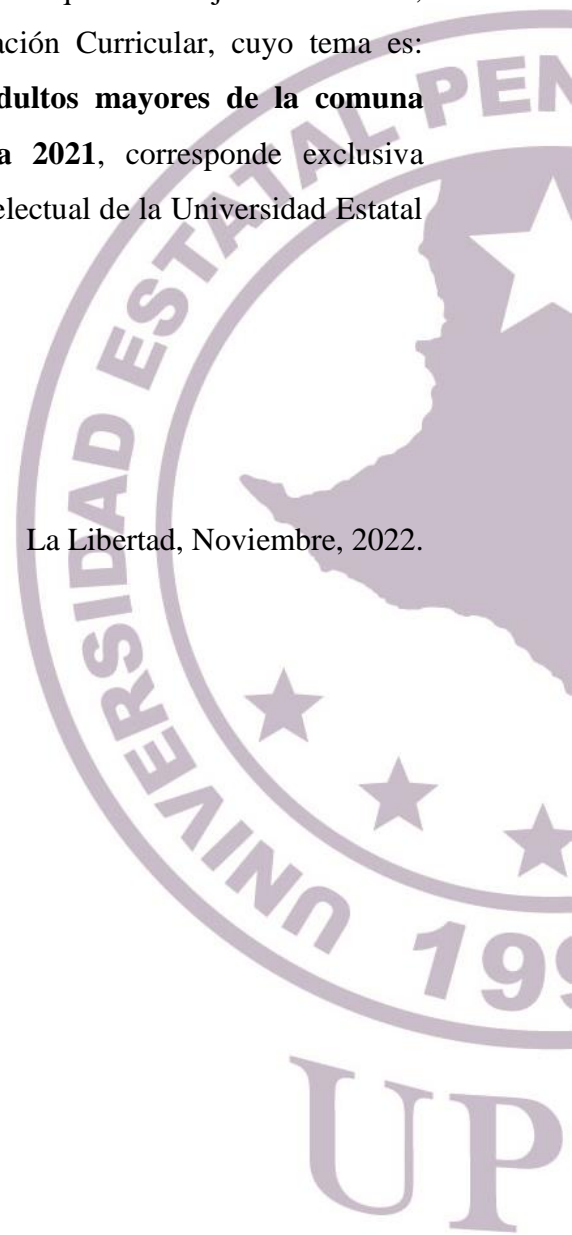 ación Curricular, cuyo tema es:
dultos mayores de la comuna
a 2021, corresponde exclusiva
electual de la Universidad Estatal
La Libertad, Noviembre, 2022.
UNIVERSIDAD ESTATAL PEN
199
UP